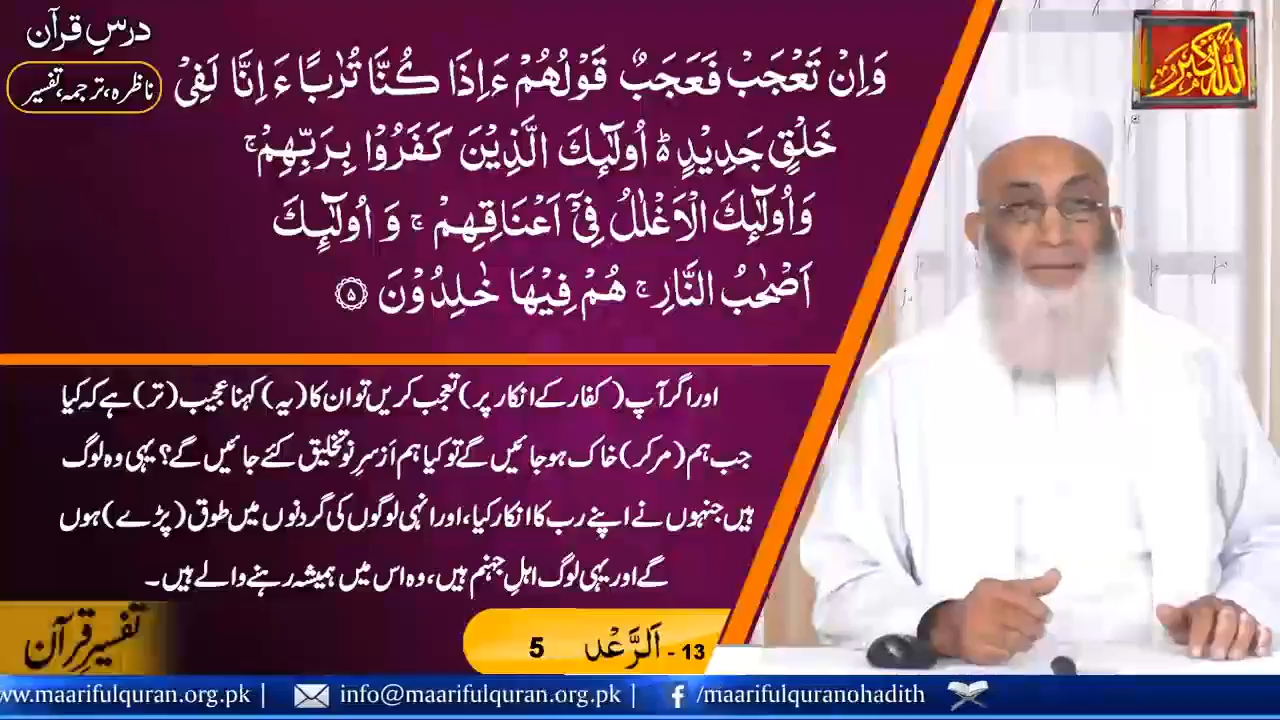 درسِ قرآن
ناظرہ، ترجمہ، تفسیر
وَاِنْ تَعْجَبْ فَعَجَبٌ قَوْلُهُمْ ءَاِذَا كُنَّا تُرٰبًا ءَ اِنَّا لَفِیْ
خَلْقٍ جَدِیْدٍ ۬ؕ اُولٰٓىِٕكَ الَّذِیْنَ كَفَرُوْا بِرَبِّهِمْ ۚ
وَاُولٰٓىِٕكَ الْاَغْلٰلُ فِیْۤ اَعْنَاقِهِمْ ۚ وَ اُولٰٓىِٕكَ
اَصْحٰبُ النَّارِ ۚ هُمْ فِیْهَا خٰلِدُوْنَ ۵
اور اگر آپ (کفار کے انکار پر) تعجب کریں تو ان کا (یہ) کہنا عجیب (تر) ہے کہ کیا
جب ہم (مر کر) خاک ہوجائیں گے تو کیا ہم اَز سرِ نو تخلیق کئے جائیں گے؟ یہی وہ لوگ
ہیں جنہوں نے اپنے رب کا انکار کیا، اور انہی لوگوں کی گردنوں میں طوق (پڑے) ہوں
گے اور یہی لوگ اہلِ جہنم ہیں، وہ اس میں ہمیشہ رہنے والے ہیں۔
اللہ اکبر
تفسیرِ قرآن
13 - اَلرَّعْد 5
www.maarifulquran.org.pk | info@maarifulquran.org.pk | f /maarifulquranohadith